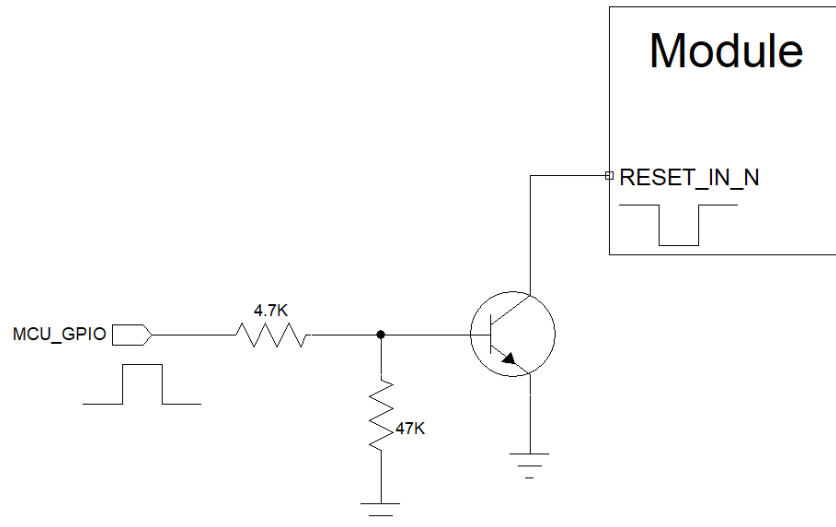 Module
RESET_IN_N
4.7K
MCU_GPIO
47K